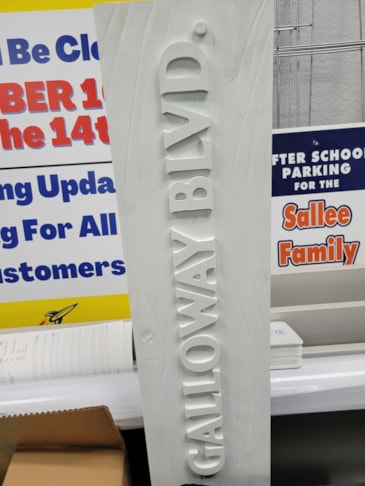 Be Clo
BER 1
he 14t
ng Upda
g For All
ustomers
GALLOWAY BLVD.
FTER SCHOO
PARKING
FOR THE
Sallee
Family